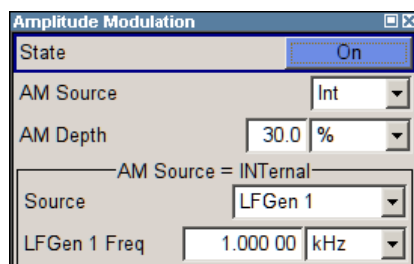 Amplitude Modulation
State On
AM Source Int
AM Depth 30.0 %
AM Source = INTernal
Source LFGen 1
LFGen 1 Freq 1.000 00 kHz